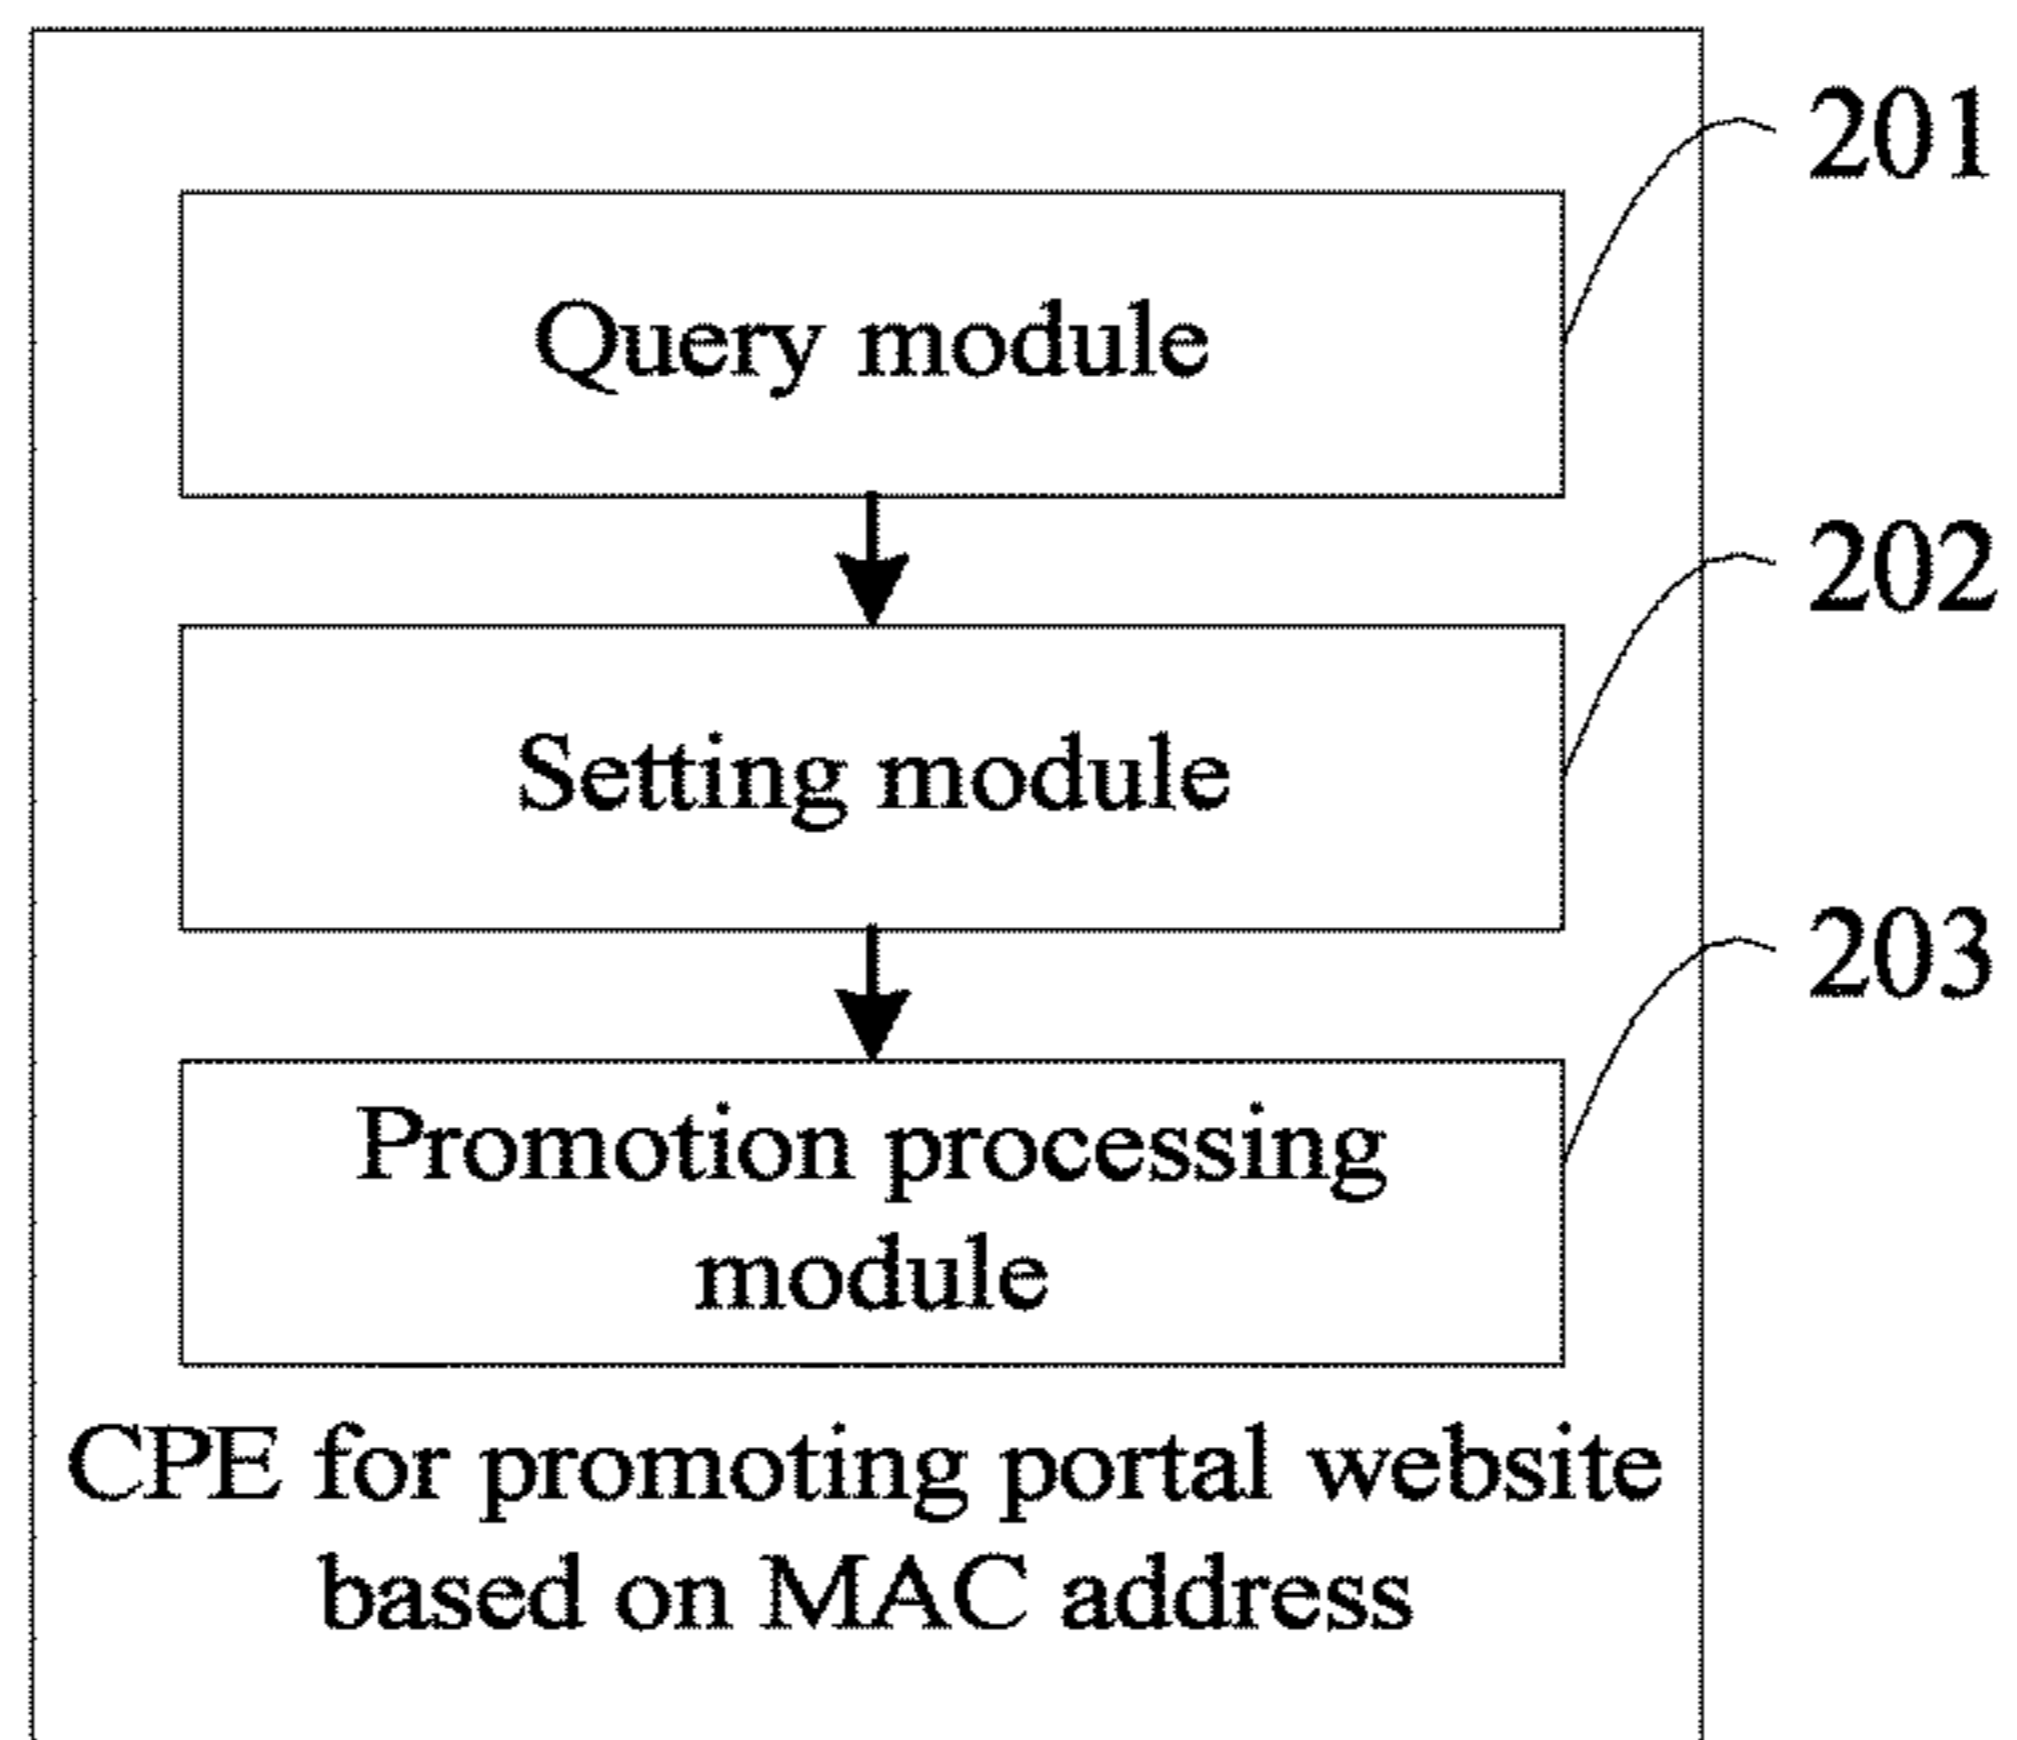 201
Query module
202
Setting module
203
Promotion processing
module
CPE for promoting portal website
based on MAC address